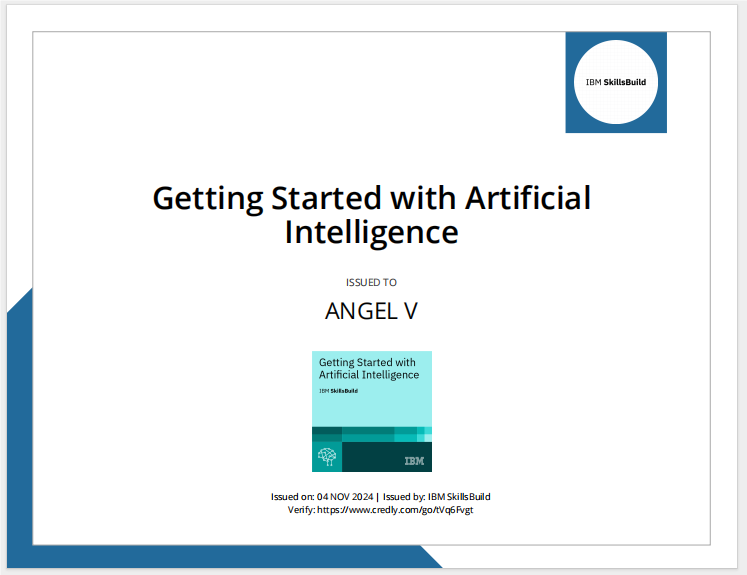 IBM SkillsBuild
Getting Started with Artificial
Intelligence
ISSUED TO
ANGEL V
Getting Started with
Artificial Intelligence
IBM SkillsBuild
IBM
Issued on: 04 NOV 2024 | Issued by: IBM SkillsBuild
Verify: https://www.credly.com/go/tVq6Fvgt